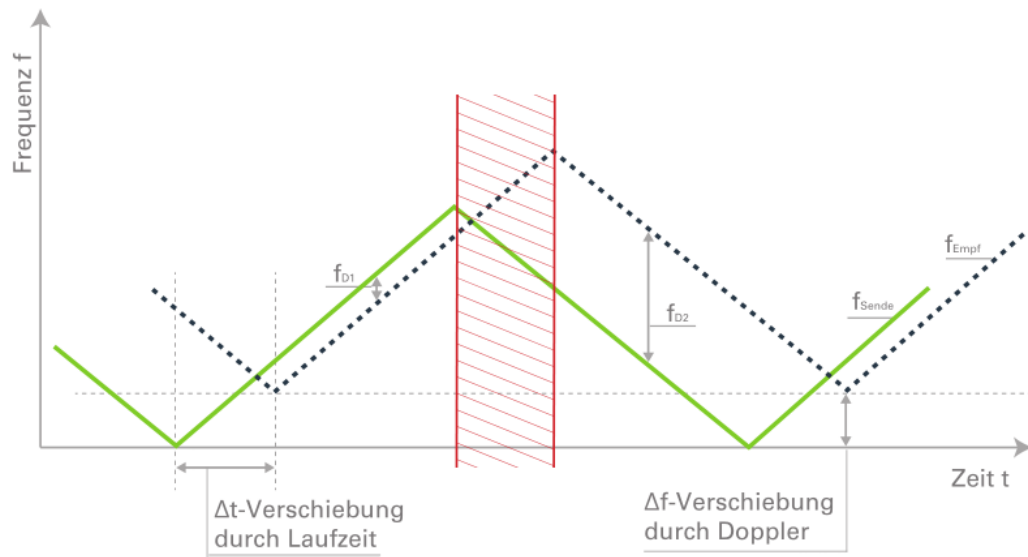 Frequenz f
f_D1
f_D2
f_Empf
f_Sende
Zeit t
Δt-Verschiebung
durch Laufzeit
Δf-Verschiebung
durch Doppler